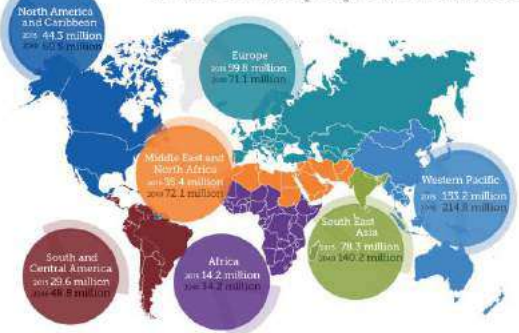 North America
and Caribbean
2015 44.3 million
2040 60.5 million
Europe
2015 59.8 million
2040 71.1 million
Middle East and
North Africa
2015 35.4 million
2040 72.1 million
Western Pacific
2015 153.2 million
2040 214.8 million
South East
Asia
2015 78.3 million
2040 140.2 million
South and
Central America
2015 29.6 million
2040 48.8 million
Africa
2015 14.2 million
2040 34.2 million